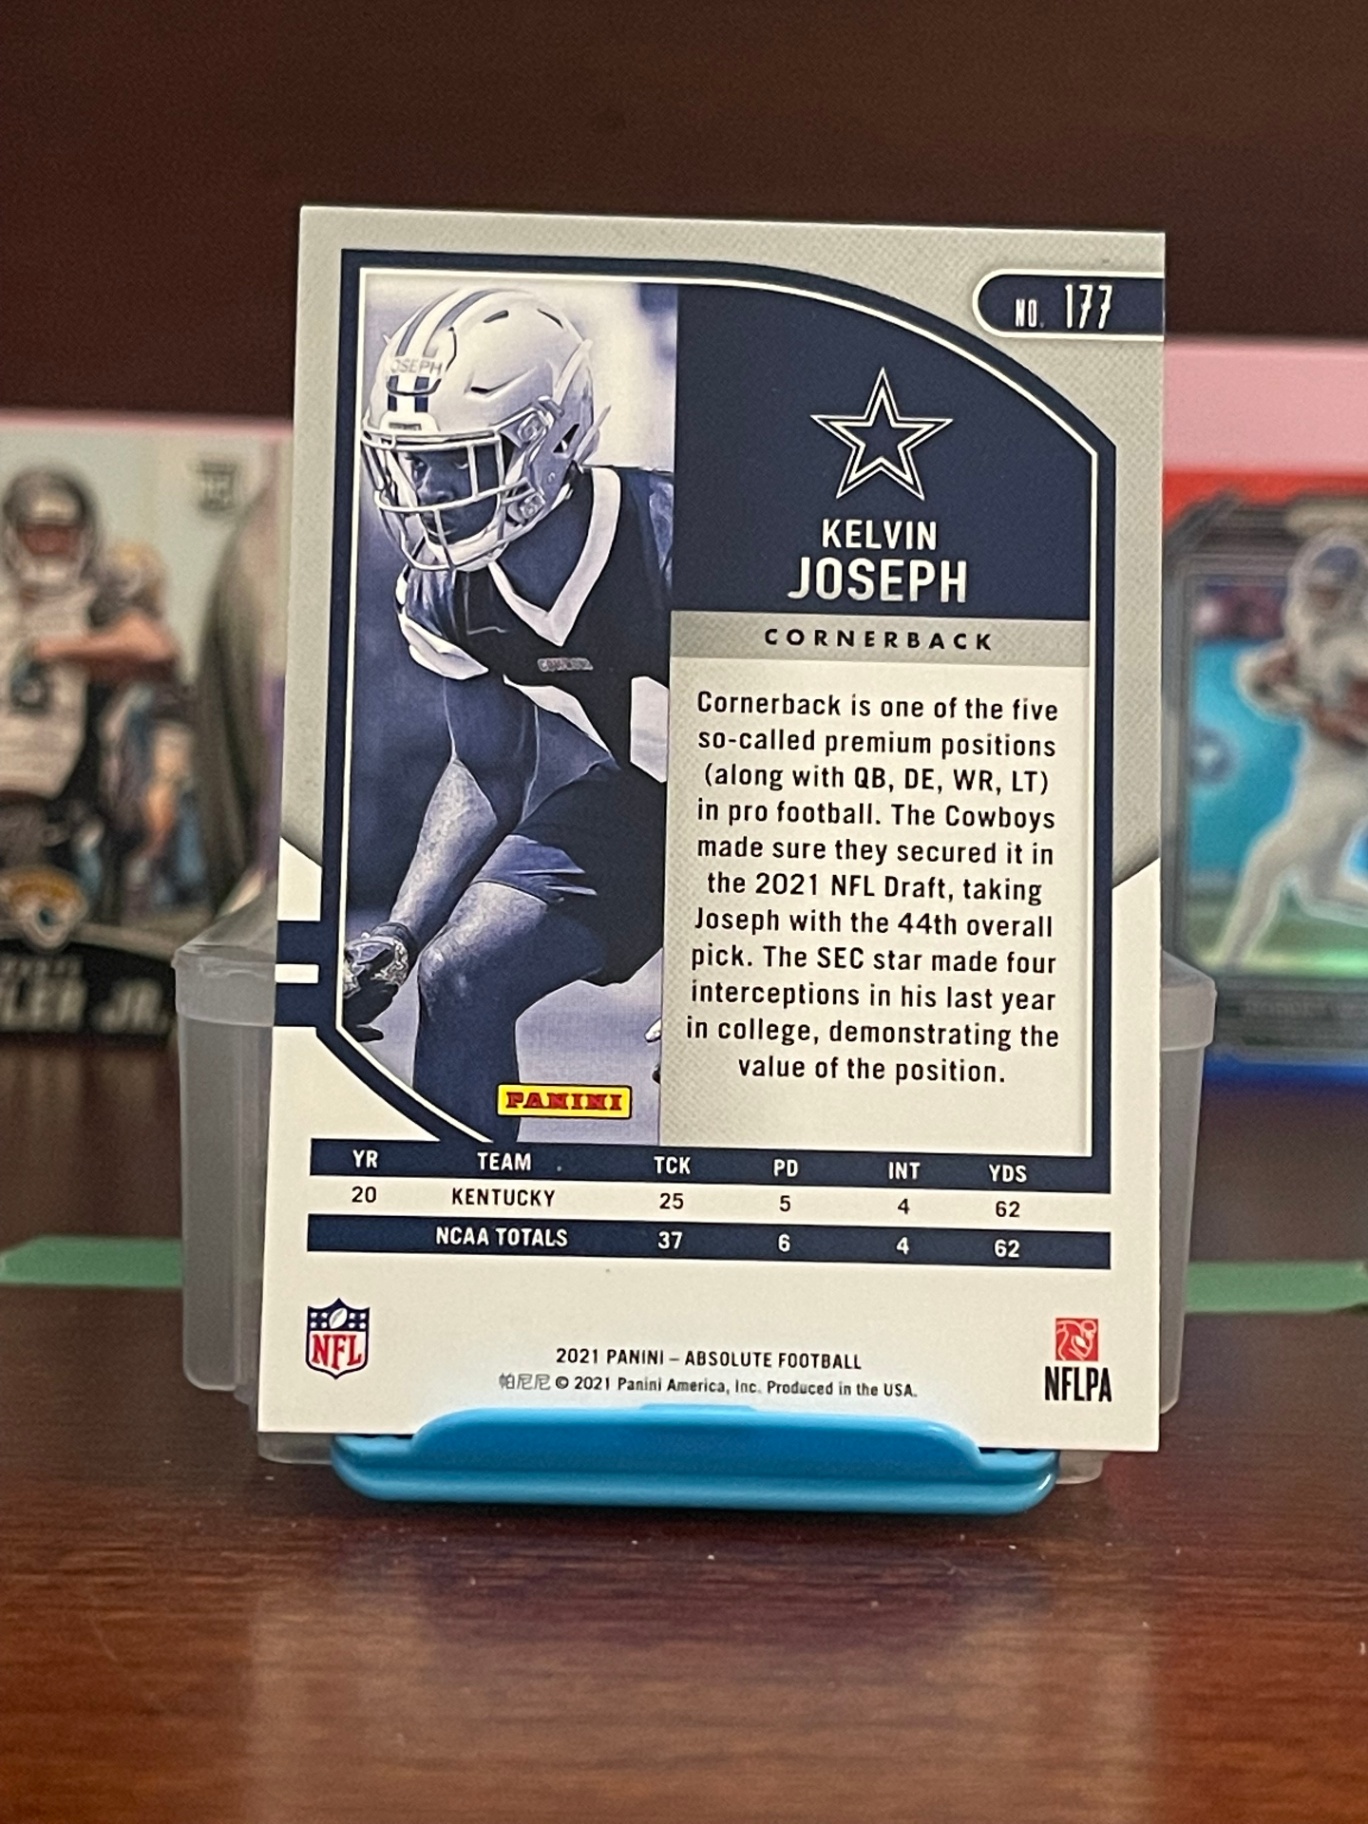 NO. 177
JOSEPH
KELVIN
JOSEPH
CORNERBACK
Cornerback is one of the five
so-called premium positions
(along with QB, DE, WR, LT)
in pro football. The Cowboys
made sure they secured it in
the 2021 NFL Draft, taking
Joseph with the 44th overall
pick. The SEC star made four
interceptions in his last year
in college, demonstrating the
value of the position.
PANINI
YR TEAM TCK PD INT YDS
20 KENTUCKY 25 5 4 62
NCAA TOTALS 37 6 4 62
NFL
2021 PANINI – ABSOLUTE FOOTBALL
帕尼尼 © 2021 Panini America, Inc. Produced in the USA.
NFLPA
JR.